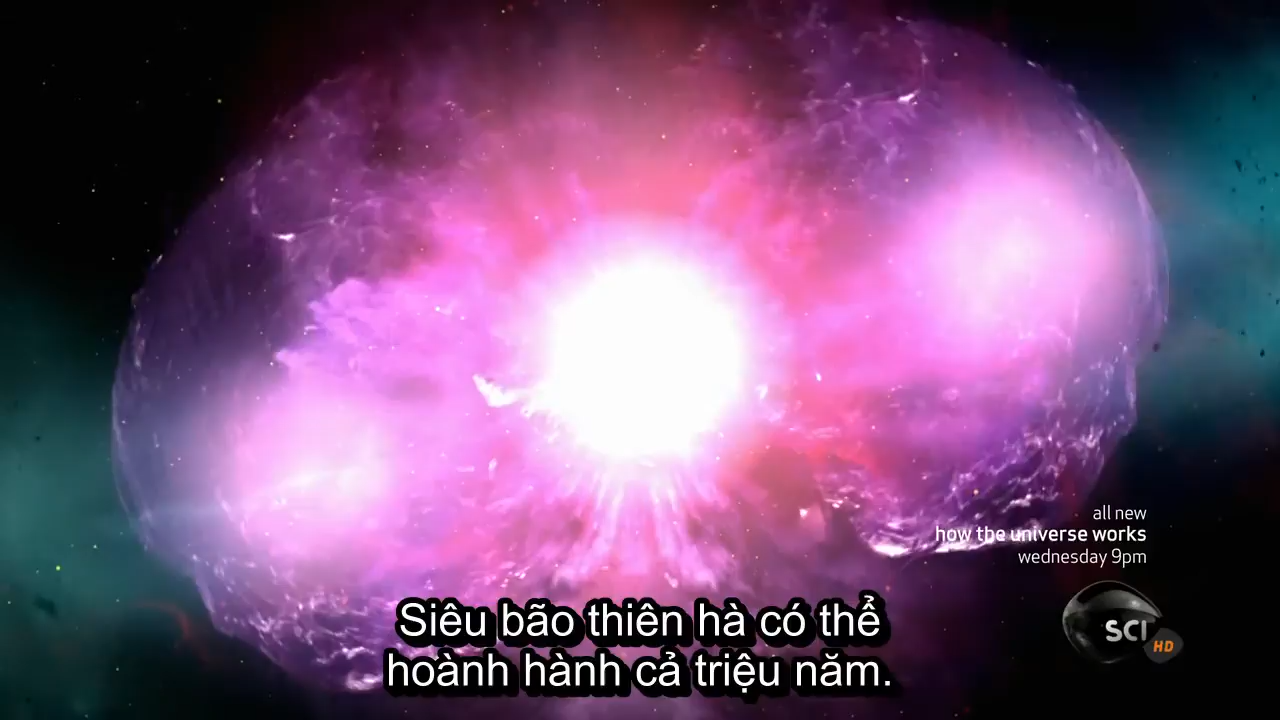 all new
how the universe works
wednesday 9pm
SCI
HD
Siêu bão thiên hà có thể
hoành hành cả triệu năm.